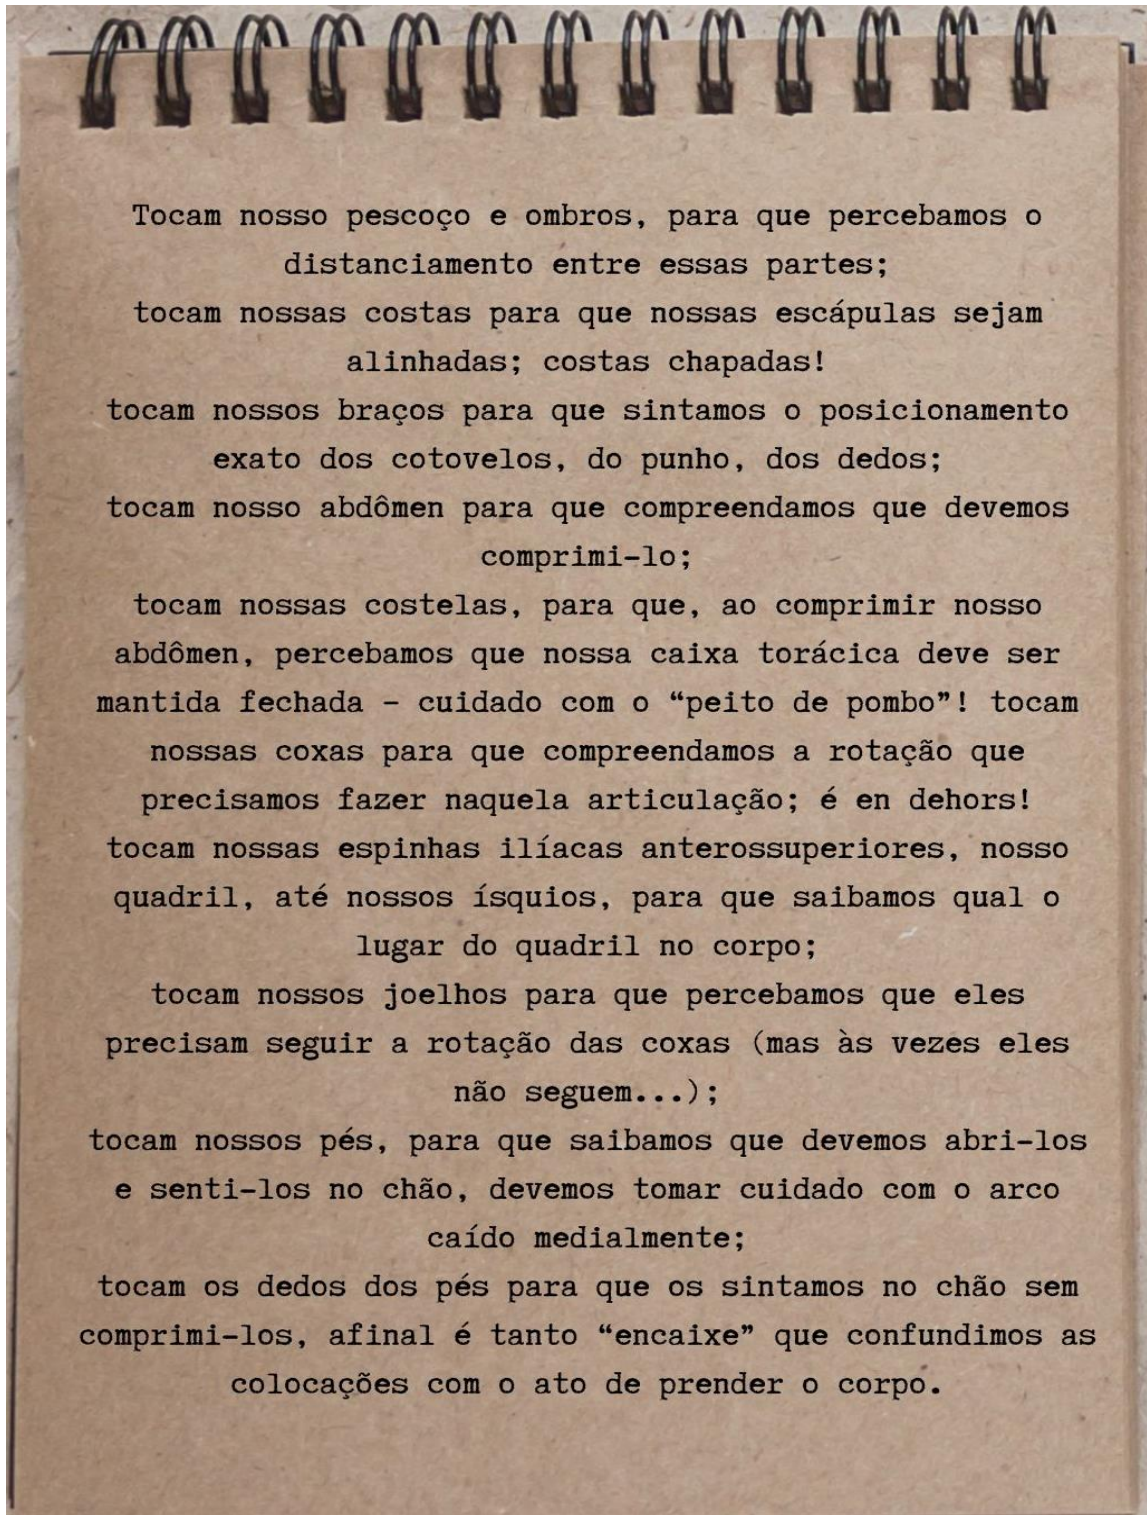 Tocam nosso pescoço e ombros, para que percebamos o
distanciamento entre essas partes;
tocam nossas costas para que nossas escápulas sejam
alinhadas; costas chapadas!
tocam nossos braços para que sintamos o posicionamento
exato dos cotovelos, do punho, dos dedos;
tocam nosso abdômen para que compreendamos que devemos
comprimi-lo;
tocam nossas costelas, para que, ao comprimir nosso
abdômen, percebamos que nossa caixa torácica deve ser
mantida fechada – cuidado com o “peito de pombo”! tocam
nossas coxas para que compreendamos a rotação que
precisamos fazer naquela articulação; é en dehors!
tocam nossas espinhas ilíacas anterossuperiores, nosso
quadril, até nossos ísquios, para que saibamos qual o
lugar do quadril no corpo;
tocam nossos joelhos para que percebamos que eles
precisam seguir a rotação das coxas (mas às vezes eles
não seguem...);
tocam nossos pés, para que saibamos que devemos abri-los
e senti-los no chão, devemos tomar cuidado com o arco
caído medialmente;
tocam os dedos dos pés para que os sintamos no chão sem
comprimi-los, afinal é tanto “encaixe” que confundimos as
colocações com o ato de prender o corpo.